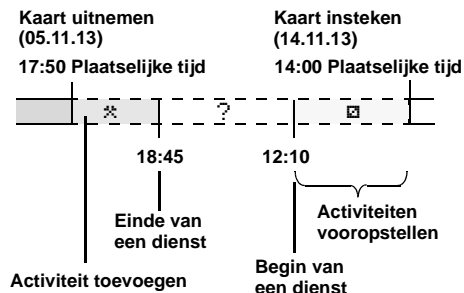 Kaart uitnemen
(05.11.13)
17:50 Plaatselijke tijd
Kaart insteken
(14.11.13)
14:00 Plaatselijke tijd
?
18:45
12:10
Einde van
een dienst
Activiteiten
vooropstellen
Activiteit toevoegen
Begin van
een dienst